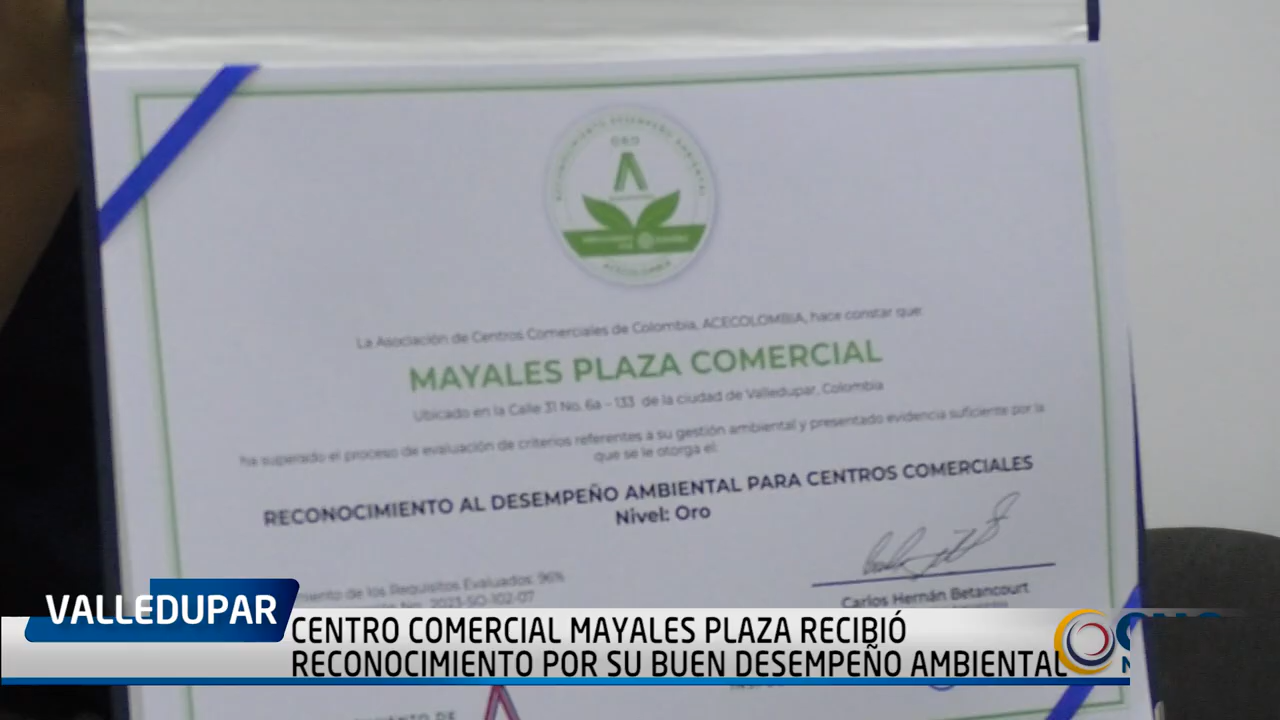 RECONOCIMIENTO DESEMPEÑO AMBIENTAL
ORO
ACECOLOMBIA
La Asociación de Centros Comerciales de Colombia, ACECOLOMBIA, hace constar que:
MAYALES PLAZA COMERCIAL
Ubicado en la Calle 31 No. 6a - 133 de la ciudad de Valledupar, Colombia
ha superado el proceso de evaluación de criterios referentes a su gestión ambiental y presentado evidencia suficiente por la
que se le otorga el:
RECONOCIMIENTO AL DESEMPEÑO AMBIENTAL PARA CENTROS COMERCIALES
Nivel: Oro
de los Requisitos Evaluados: 96%
No. 2023-SO-102-07
Carlos Hernán Betancourt
VALLEDUPAR
CENTRO COMERCIAL MAYALES PLAZA RECIBIÓ
RECONOCIMIENTO POR SU BUEN DESEMPEÑO AMBIENTAL